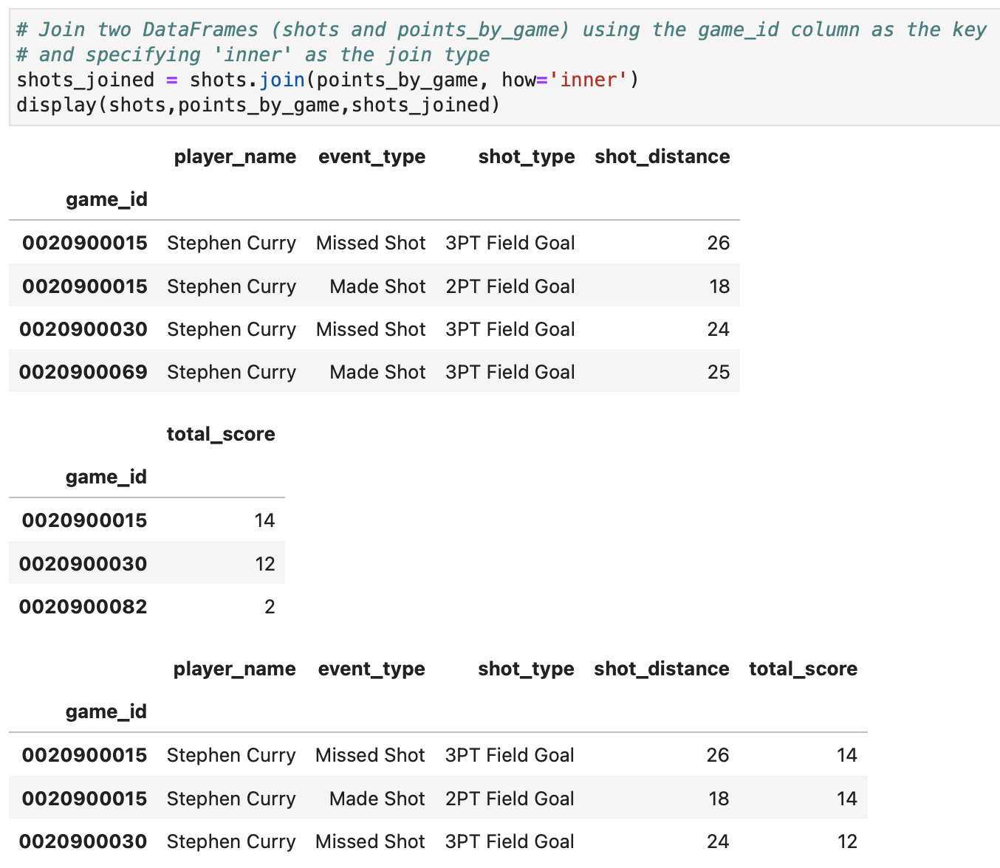 # Join two DataFrames (shots and points_by_game) using the game_id column as the key
# and specifying 'inner' as the join type
shots_joined = shots.join(points_by_game, how='inner')
display(shots,points_by_game,shots_joined)
player_name event_type shot_type shot_distance
game_id
0020900015 Stephen Curry Missed Shot 3PT Field Goal 26
0020900015 Stephen Curry Made Shot 2PT Field Goal 18
0020900030 Stephen Curry Missed Shot 3PT Field Goal 24
0020900069 Stephen Curry Made Shot 3PT Field Goal 25
total_score
game_id
0020900015 14
0020900030 12
0020900082 2
player_name event_type shot_type shot_distance total_score
game_id
0020900015 Stephen Curry Missed Shot 3PT Field Goal 26 14
0020900015 Stephen Curry Made Shot 2PT Field Goal 18 14
0020900030 Stephen Curry Missed Shot 3PT Field Goal 24 12